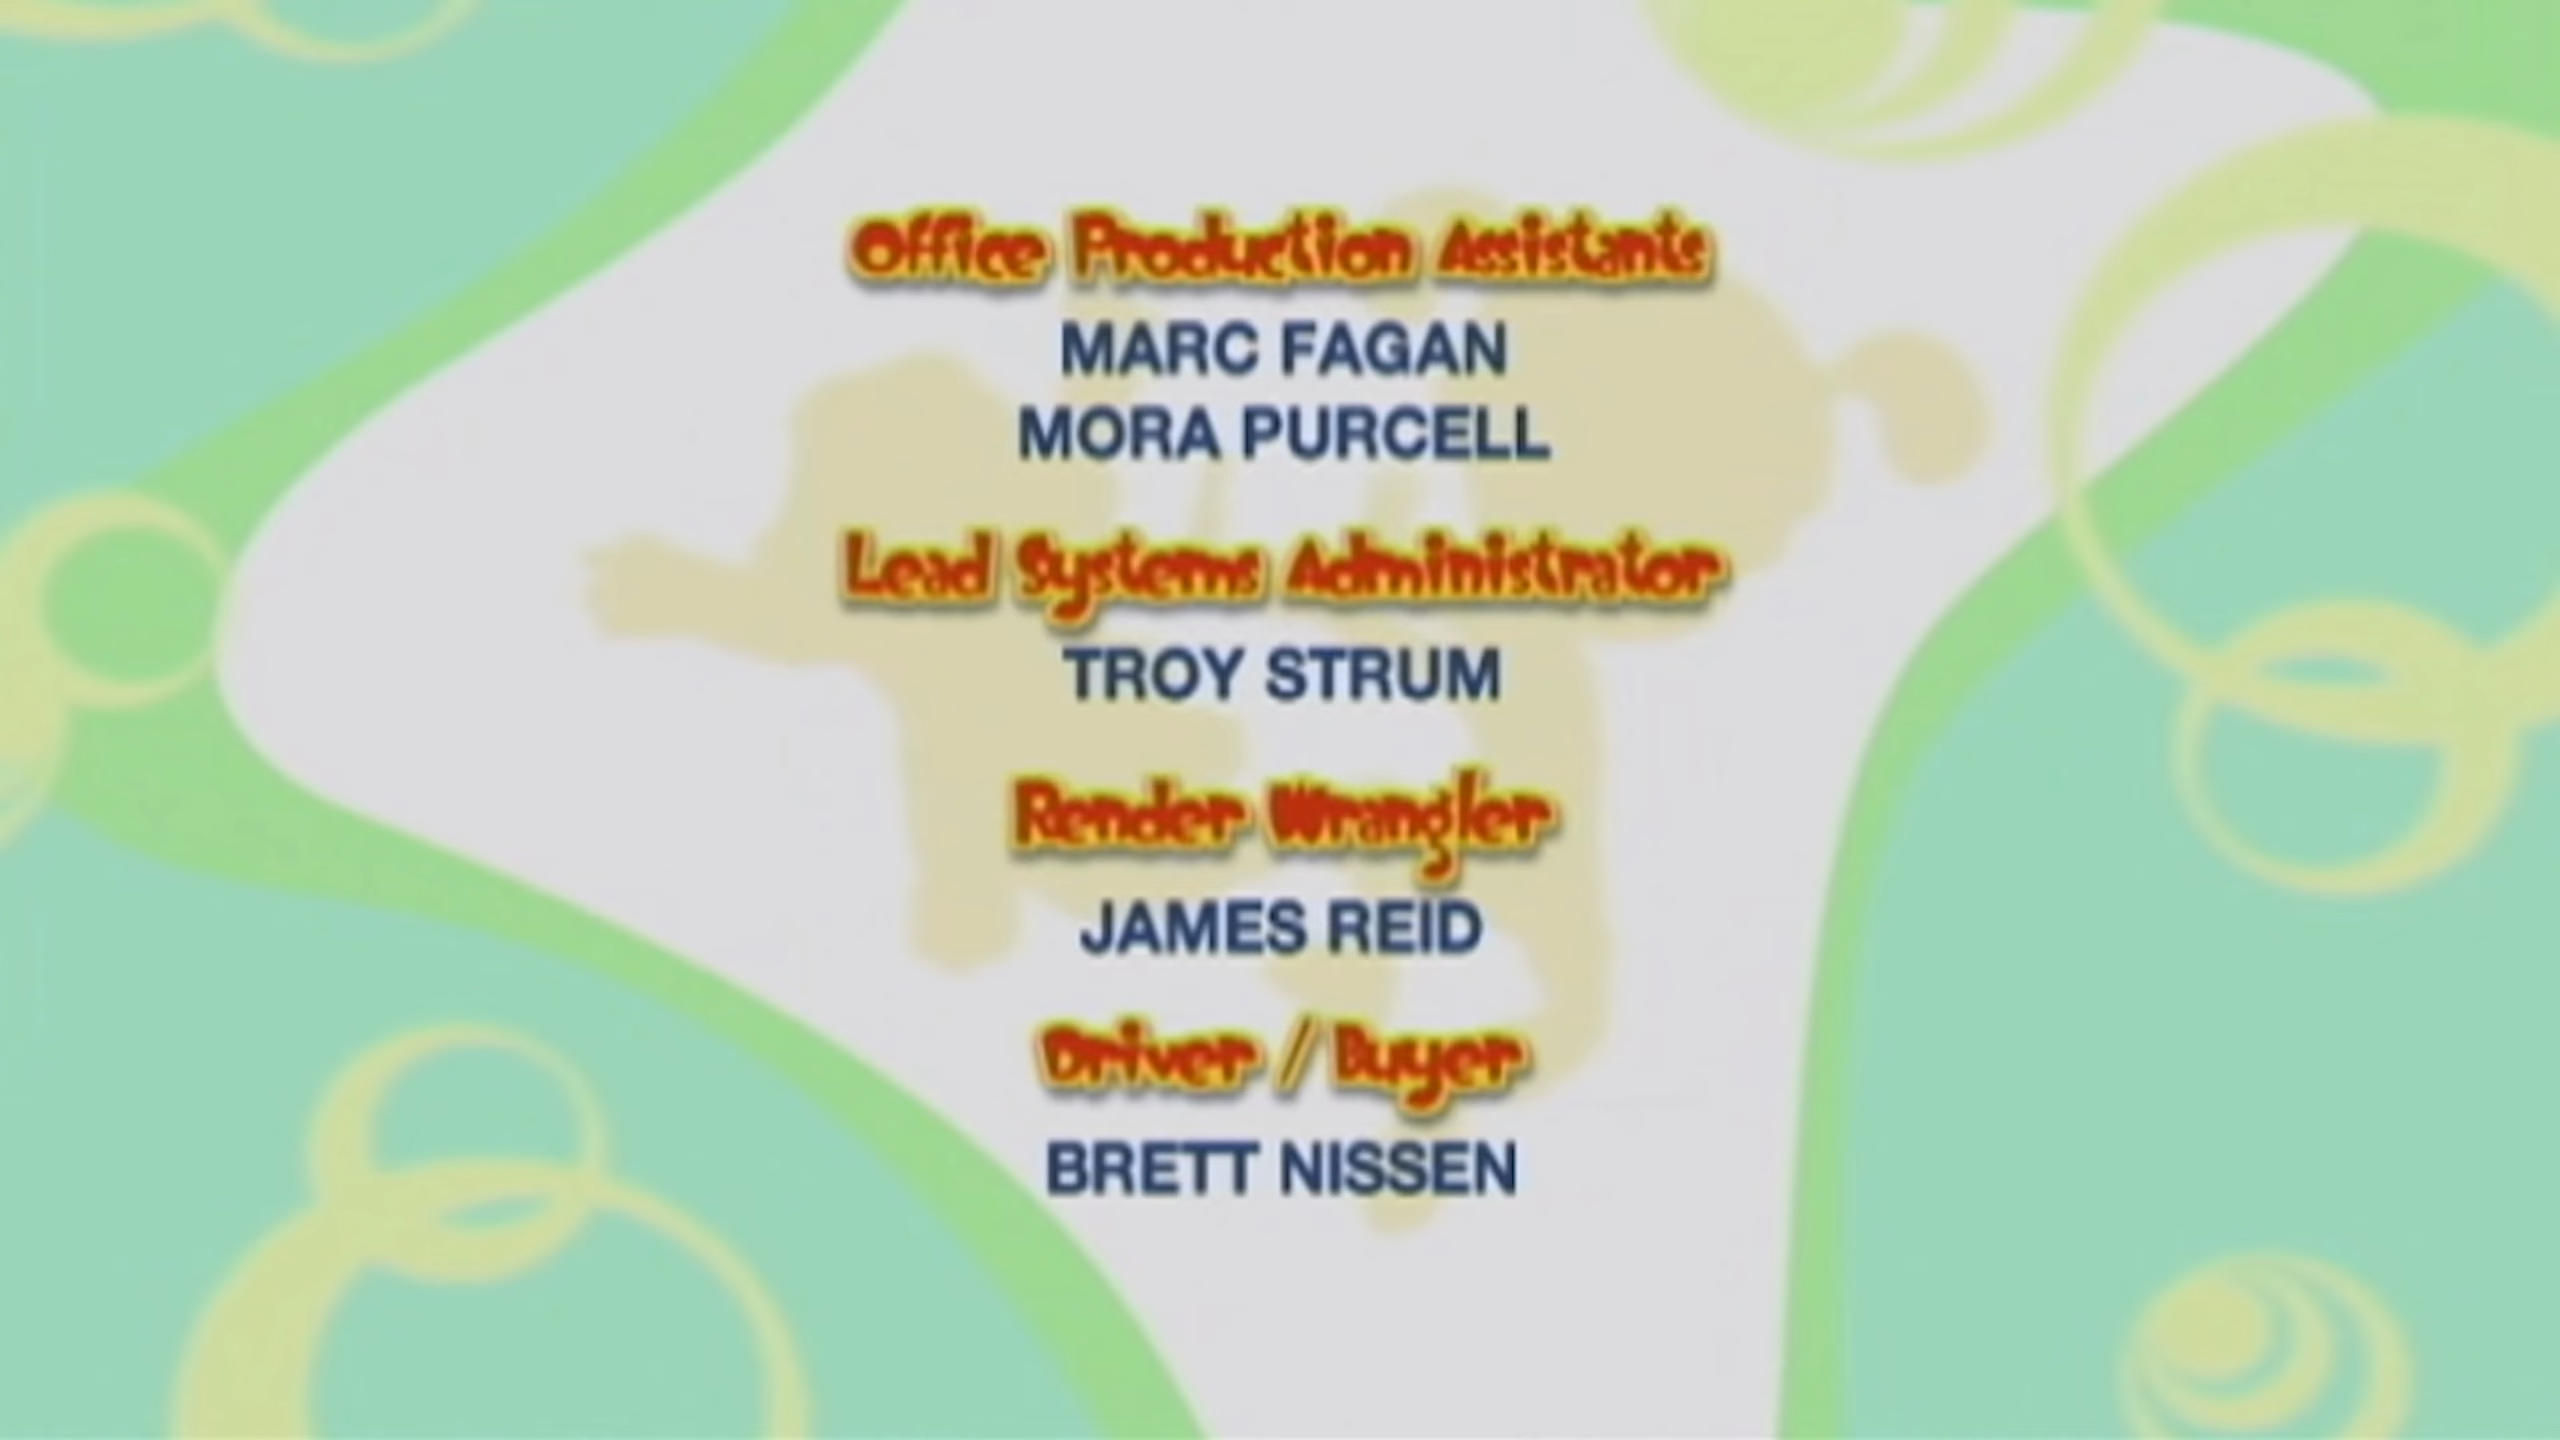 Office Production Assistants
MARC FAGAN
MORA PURCELL
Lead Systems Administrator
TROY STRUM
Render Wrangler
JAMES REID
Driver / Buyer
BRETT NISSEN